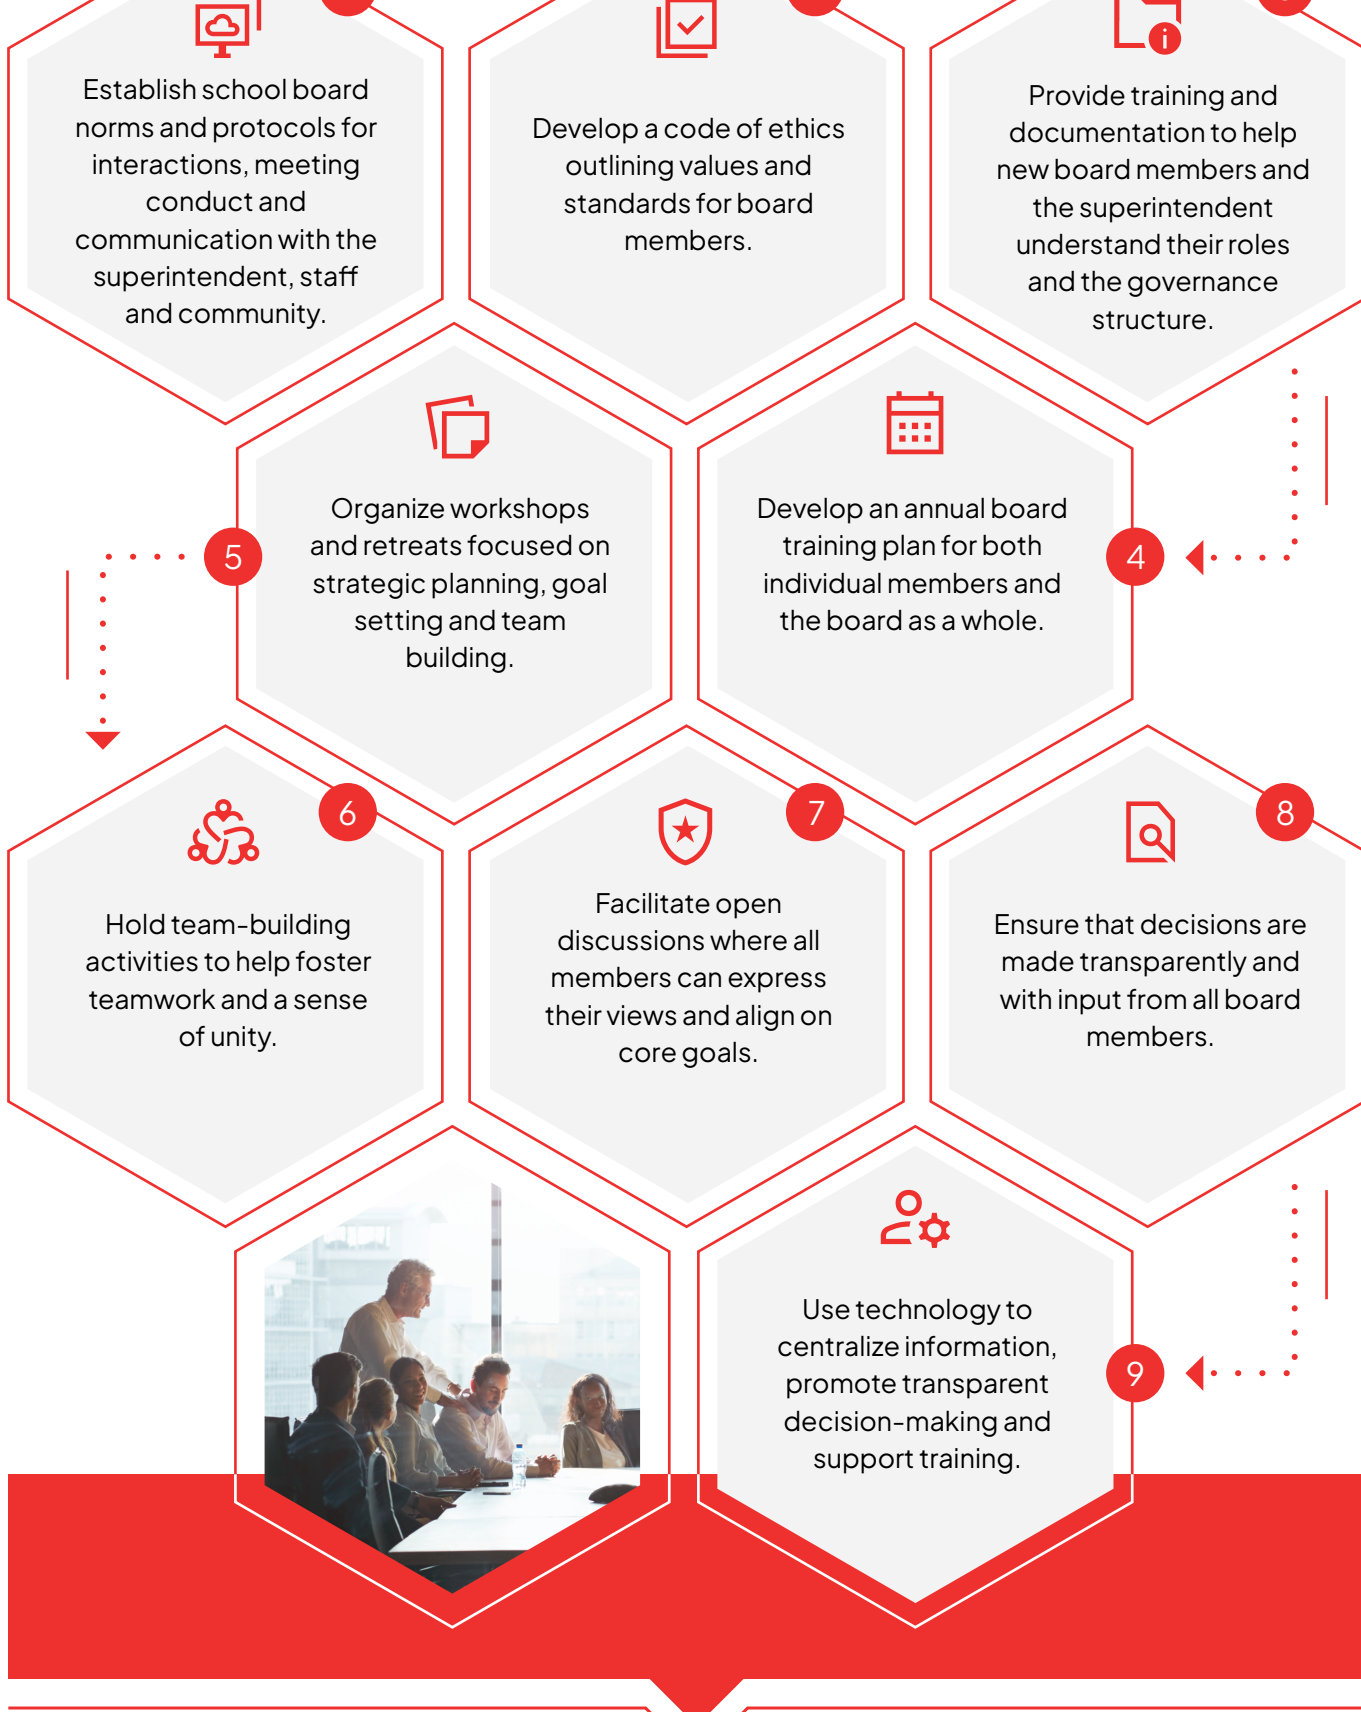 Establish school board
norms and protocols for
interactions, meeting
conduct and
communication with the
superintendent, staff
and community.
Develop a code of ethics
outlining values and
standards for board
members.
Provide training and
documentation to help
new board members and
the superintendent
understand their roles
and the governance
structure.
4
Develop an annual board
training plan for both
individual members and
the board as a whole.
5
Organize workshops
and retreats focused on
strategic planning, goal
setting and team
building.
6
Hold team-building
activities to help foster
teamwork and a sense
of unity.
7
Facilitate open
discussions where all
members can express
their views and align on
core goals.
8
Ensure that decisions are
made transparently and
with input from all board
members.
9
Use technology to
centralize information,
promote transparent
decision-making and
support training.